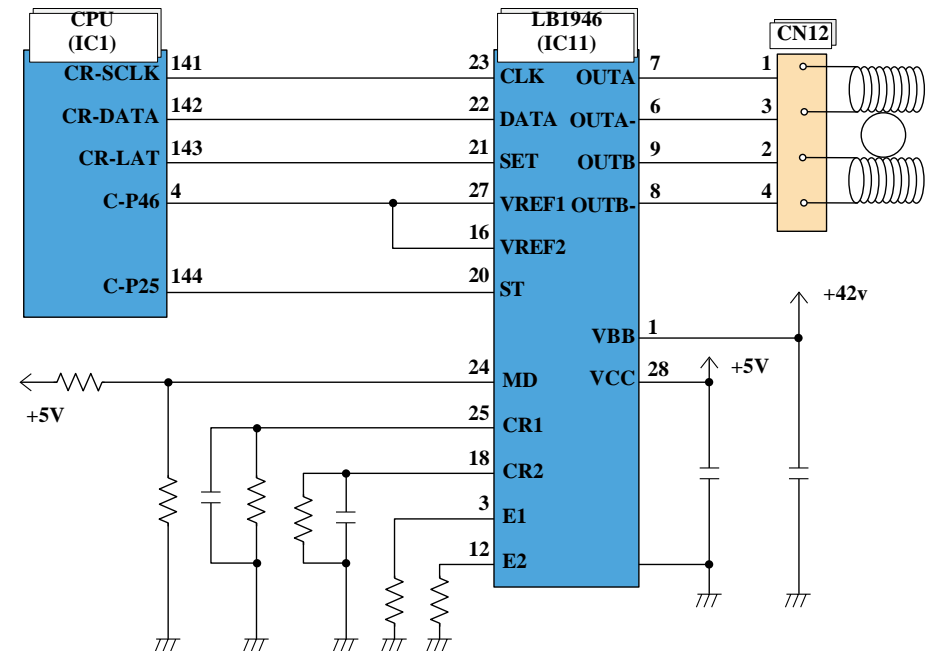 CPU
(IC1)
LB1946
(IC11)
CN12
CR-SCLK 141 23 CLK OUTA 7 1
CR-DATA 142 22 DATA OUTA- 6 3
CR-LAT 143 21 SET OUTB 9 2
C-P46 4 27 VREF1 OUTB- 8 4
16 VREF2
C-P25 144 20 ST
+42v
VBB 1
+5V
24 MD VCC 28
+5V
25 CR1
18 CR2
3 E1
12 E2